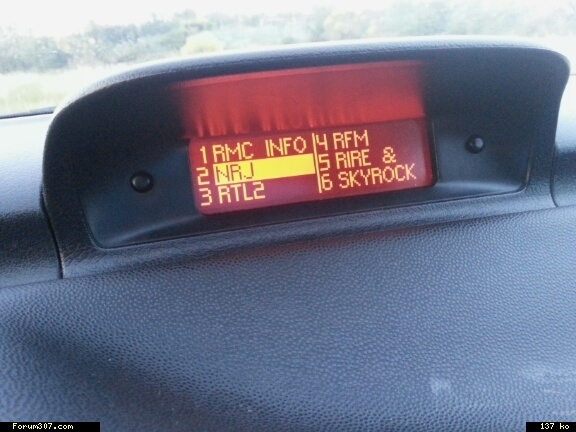 1 RMC INFO
2 NRJ
3 RTL2
4 RFM
5 RIRE &
6 SKYROCK
Forum307.com
137 ko